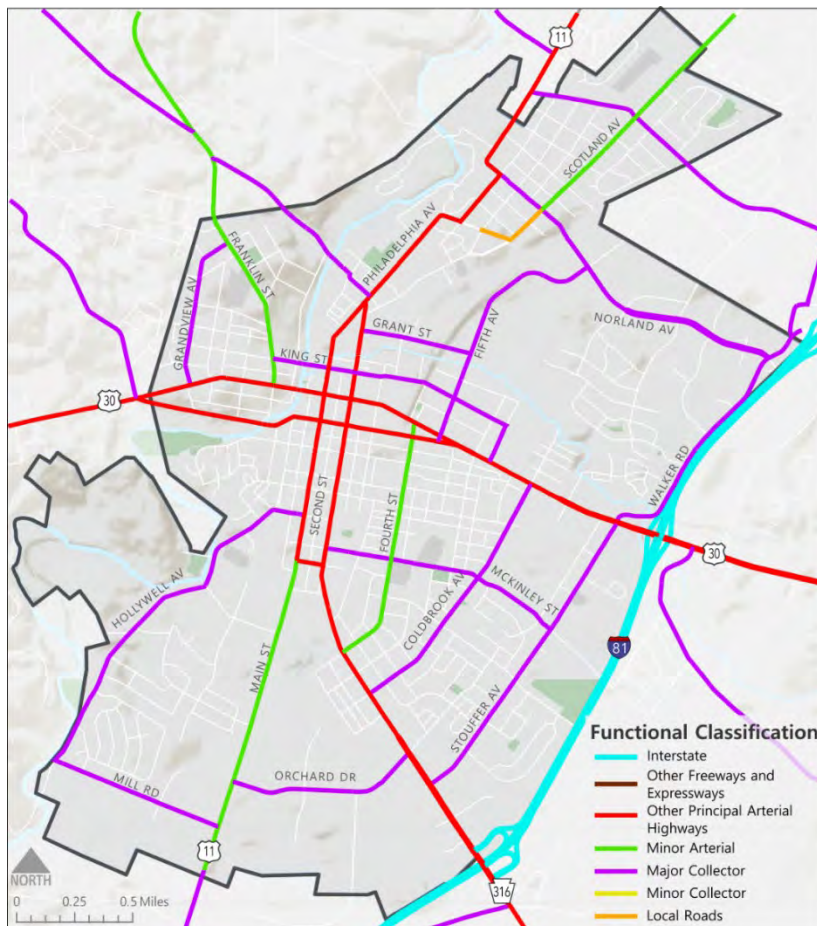 11
SCOTLAND AV
PHILADELPHIA AV
FRANKLIN ST
GRANDVIEW AV
GRANT ST
FIFTH AV
NORLAND AV
KING ST
30
WALKER RD
SECOND ST
FOURTH ST
30
HOLLYWELL AV
MCKINLEY ST
COLDBROOK AV
MAIN ST
81
STOUFFER AV
ORCHARD DR
MILL RD
11
316
NORTH
0 0.25 0.5 Miles
Functional Classification
Interstate
Other Freeways and
Expressways
Other Principal Arterial
Highways
Minor Arterial
Major Collector
Minor Collector
Local Roads